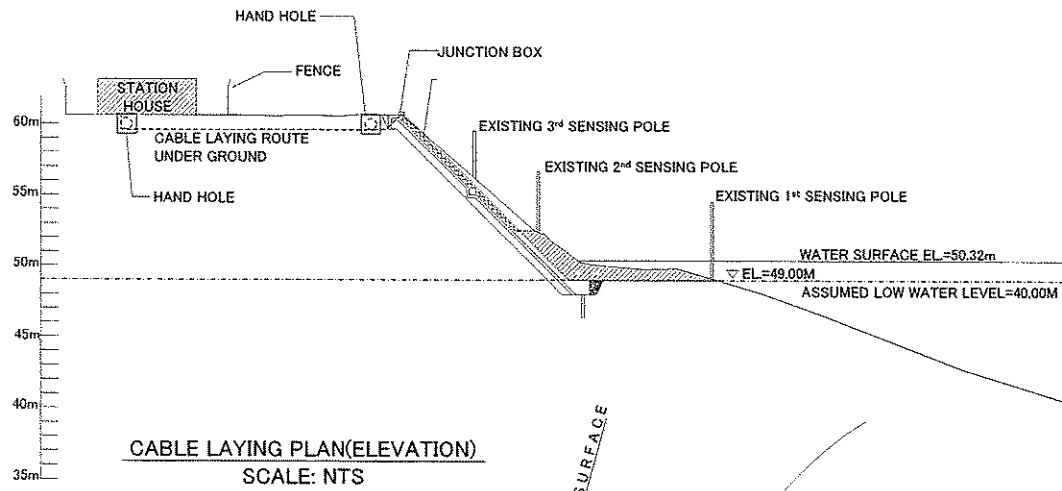 HAND HOLE
JUNCTION BOX
FENCE
STATION
HOUSE
60m
CABLE LAYING ROUTE
UNDER GROUND
EXISTING 3rd SENSING POLE
EXISTING 2nd SENSING POLE
HAND HOLE
55m
EXISTING 1st SENSING POLE
50m
WATER SURFACE EL.=50.32m
EL.=49.00M
ASSUMED LOW WATER LEVEL=40.00M
45m
40m
SURFACE
CABLE LAYING PLAN(ELEVATION)
SCALE: NTS
35m